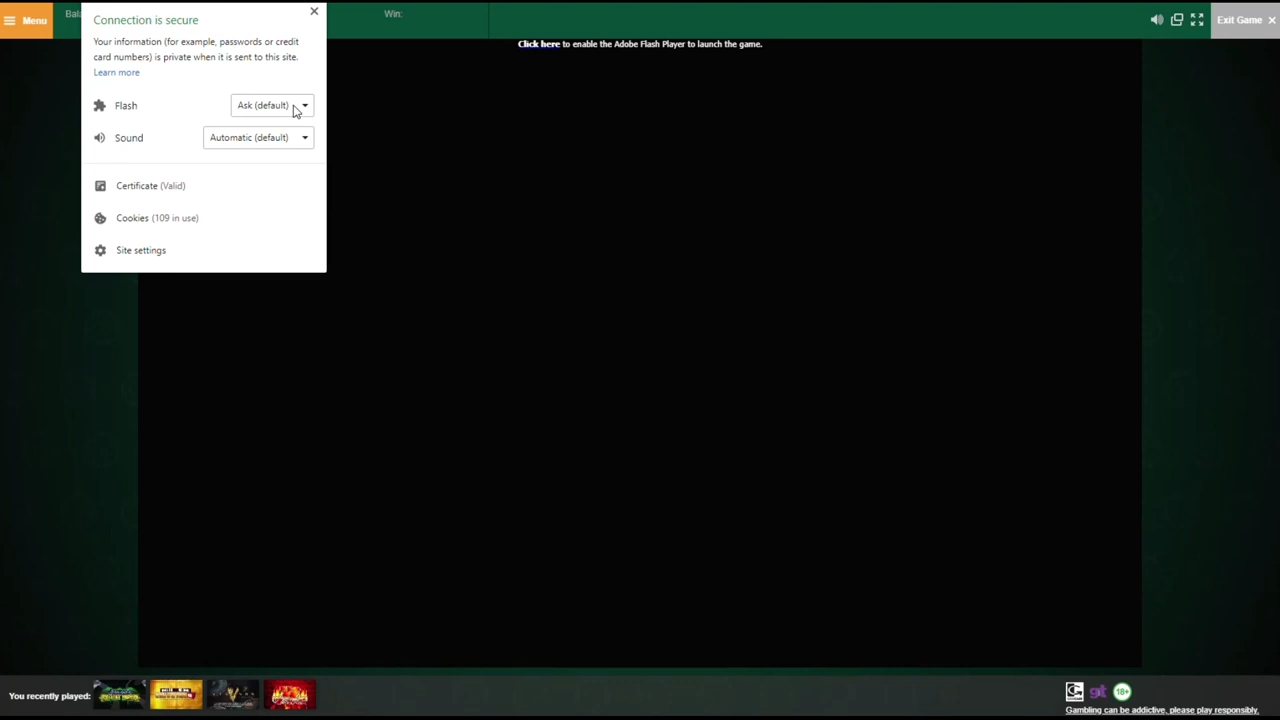 Menu
Bala
Win:
Exit Game
Connection is secure
Your information (for example, passwords or credit
card numbers) is private when it is sent to this site.
Learn more
Flash
Ask (default)
Sound
Automatic (default)
Certificate (Valid)
Cookies (109 in use)
Site settings
Click here to enable the Adobe Flash Player to launch the game.
You recently played:
18+
Gambling can be addictive, please play responsibly.